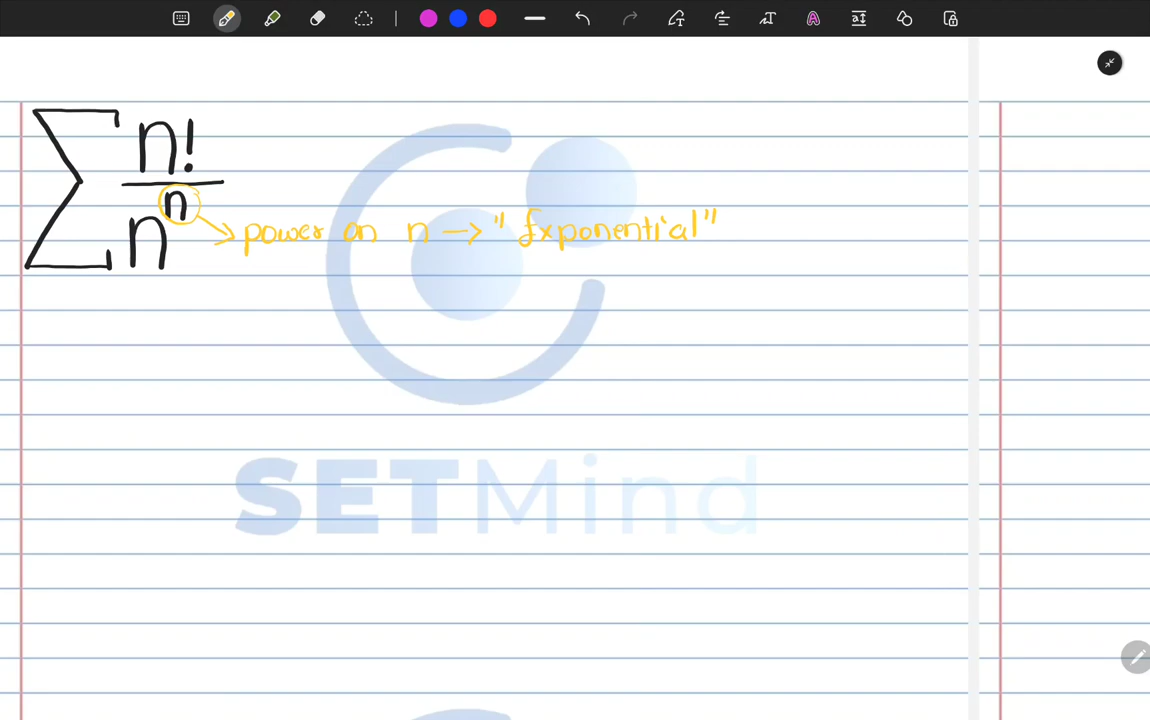 ∑ n!/n^n
power on n → "Exponential"
SETMind